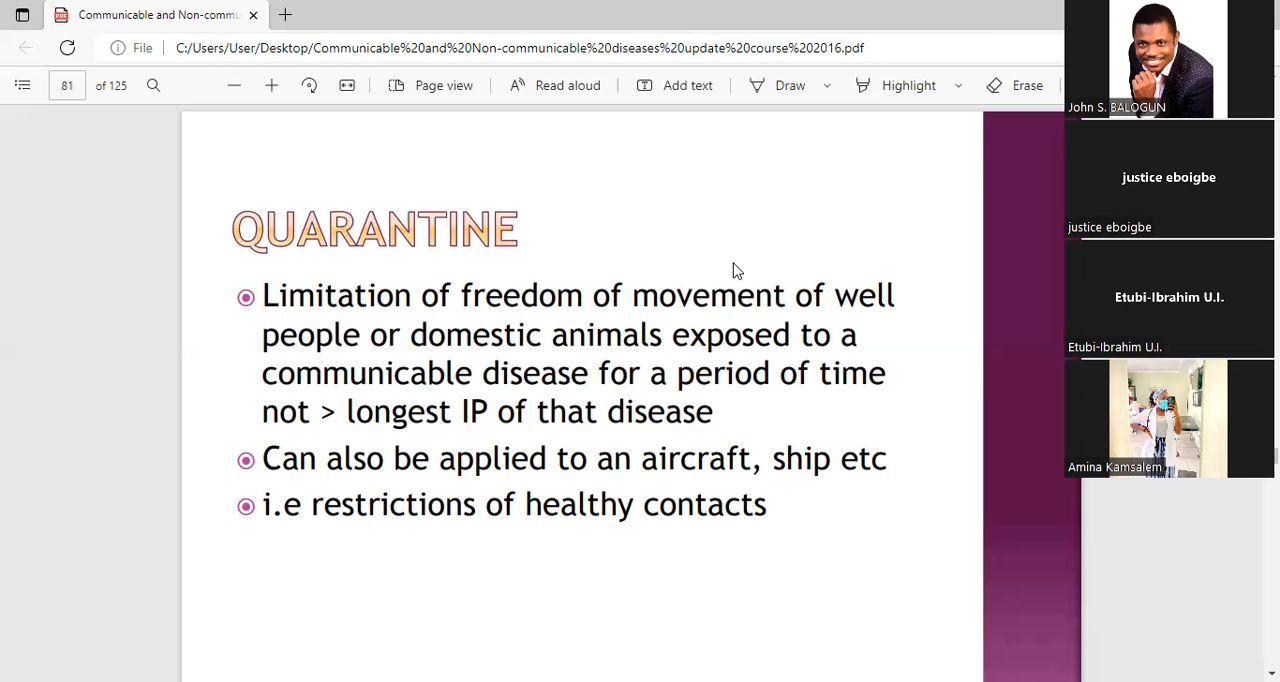 Communicable and Non-commu
File
C:/Users/User/Desktop/Communicable%20and%20Non-communicable%20diseases%20update%20course%202016.pdf
81 of 125
Page view
Read aloud
Add text
Draw
Highlight
Erase
QUARANTINE
Limitation of freedom of movement of well
people or domestic animals exposed to a
communicable disease for a period of time
not > longest IP of that disease
Can also be applied to an aircraft, ship etc
i.e restrictions of healthy contacts
John S. BALOGUN
justice eboigbe
justice eboigbe
Etubi-Ibrahim U.I.
Etubi-Ibrahim U.I.
Amina Kamsalem